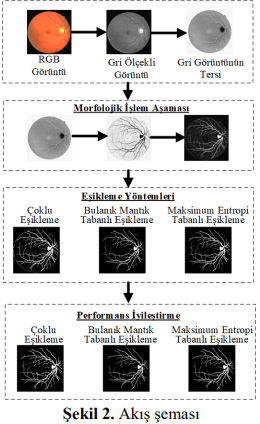 RGB Görüntü
Gri Ölçekli Görüntü
Gri Görüntünün Tersi
Morfolojik İşlem Aşaması
Eşikleme Yöntemleri
Çoklu Eşikleme
Bulanık Mantık Tabanlı Eşikleme
Maksimum Entropi Tabanlı Eşikleme
Performans İyileştirme
Çoklu Eşikleme
Bulanık Mantık Tabanlı Eşikleme
Maksimum Entropi Tabanlı Eşikleme
Şekil 2. Akış şeması